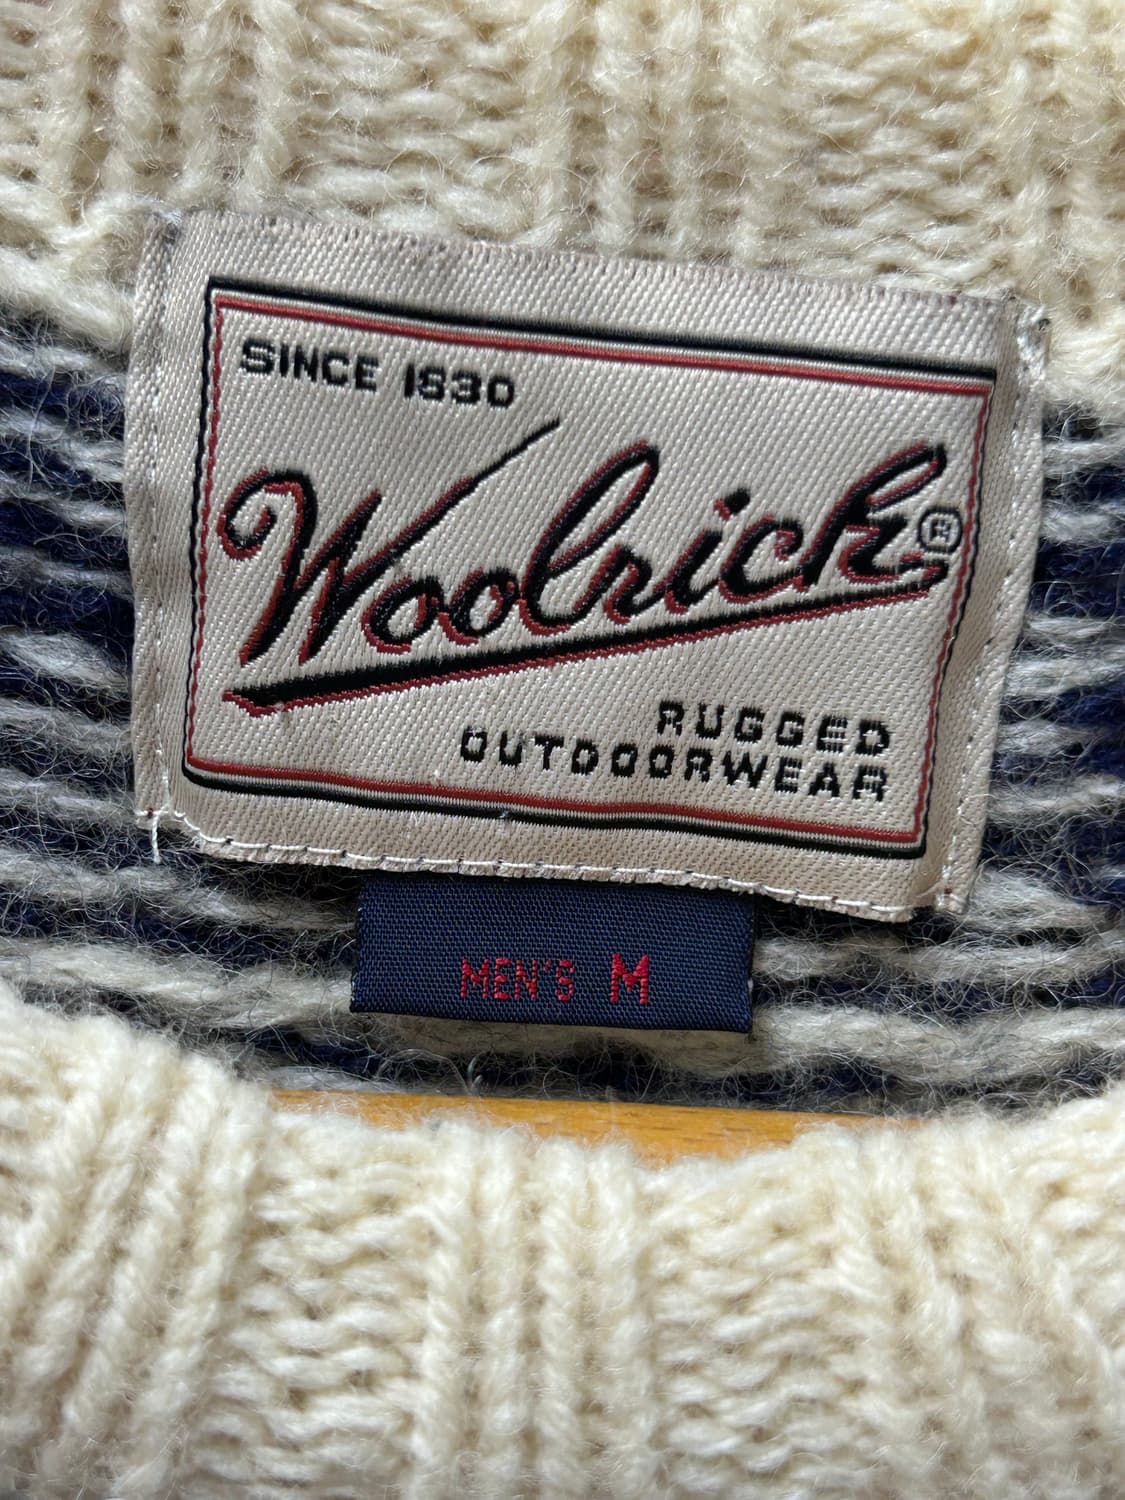 SINCE 1830
Woolrich®
RUGGED
OUTDOORWEAR
MEN'S M